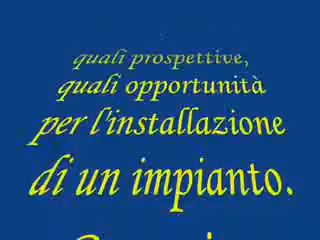 quali prospettive,
quali opportunità
per l'installazione
di un impianto.